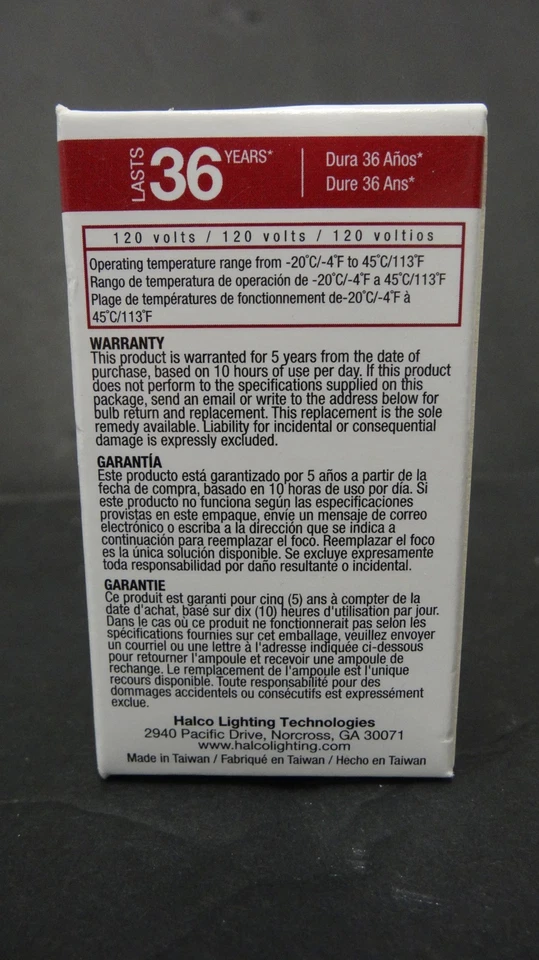 LASTS 36 YEARS*
Dura 36 Años*
Dure 36 Ans*
120 volts / 120 volts / 120 voltios
Operating temperature range from -20°C/-4°F to 45°C/113°F
Rango de temperatura de operación de -20°C/-4°F a 45°C/113°F
Plage de températures de fonctionnement de-20°C/-4°F à
45°C/113°F
WARRANTY
This product is warranted for 5 years from the date of
purchase, based on 10 hours of use per day. If this product
does not perform to the specifications supplied on this
package, send an email or write to the address below for
bulb return and replacement. This replacement is the sole
remedy available. Liability for incidental or consequential
damage is expressly excluded.
GARANTÍA
Este producto está garantizado por 5 años a partir de la
fecha de compra, basado en 10 horas de uso por día. Si
este producto no funciona según las especificaciones
provistas en este empaque, envíe un mensaje de correo
electrónico o escriba a la dirección que se indica a
continuación para reemplazar el foco. Reemplazar el foco
es la única solución disponible. Se excluye expresamente
toda responsabilidad por daño resultante o incidental.
GARANTIE
Ce produit est garanti pour cinq (5) ans à compter de la
date d'achat, basé sur dix (10) heures d'utilisation par jour.
Dans le cas où ce produit ne fonctionnerait pas selon les
spécifications fournies sur cet emballage, veuillez envoyer
un courriel ou une lettre à l'adresse indiquée ci-dessous
pour retourner l'ampoule et recevoir une ampoule de
rechange. Le remplacement de l'ampoule est l'unique
recours disponible. Toute responsabilité pour des
dommages accidentels ou consécutifs est expressément
exclue.
Halco Lighting Technologies
2940 Pacific Drive, Norcross, GA 30071
www.halcolighting.com
Made in Taiwan / Fabriqué en Taiwan / Hecho en Taiwan